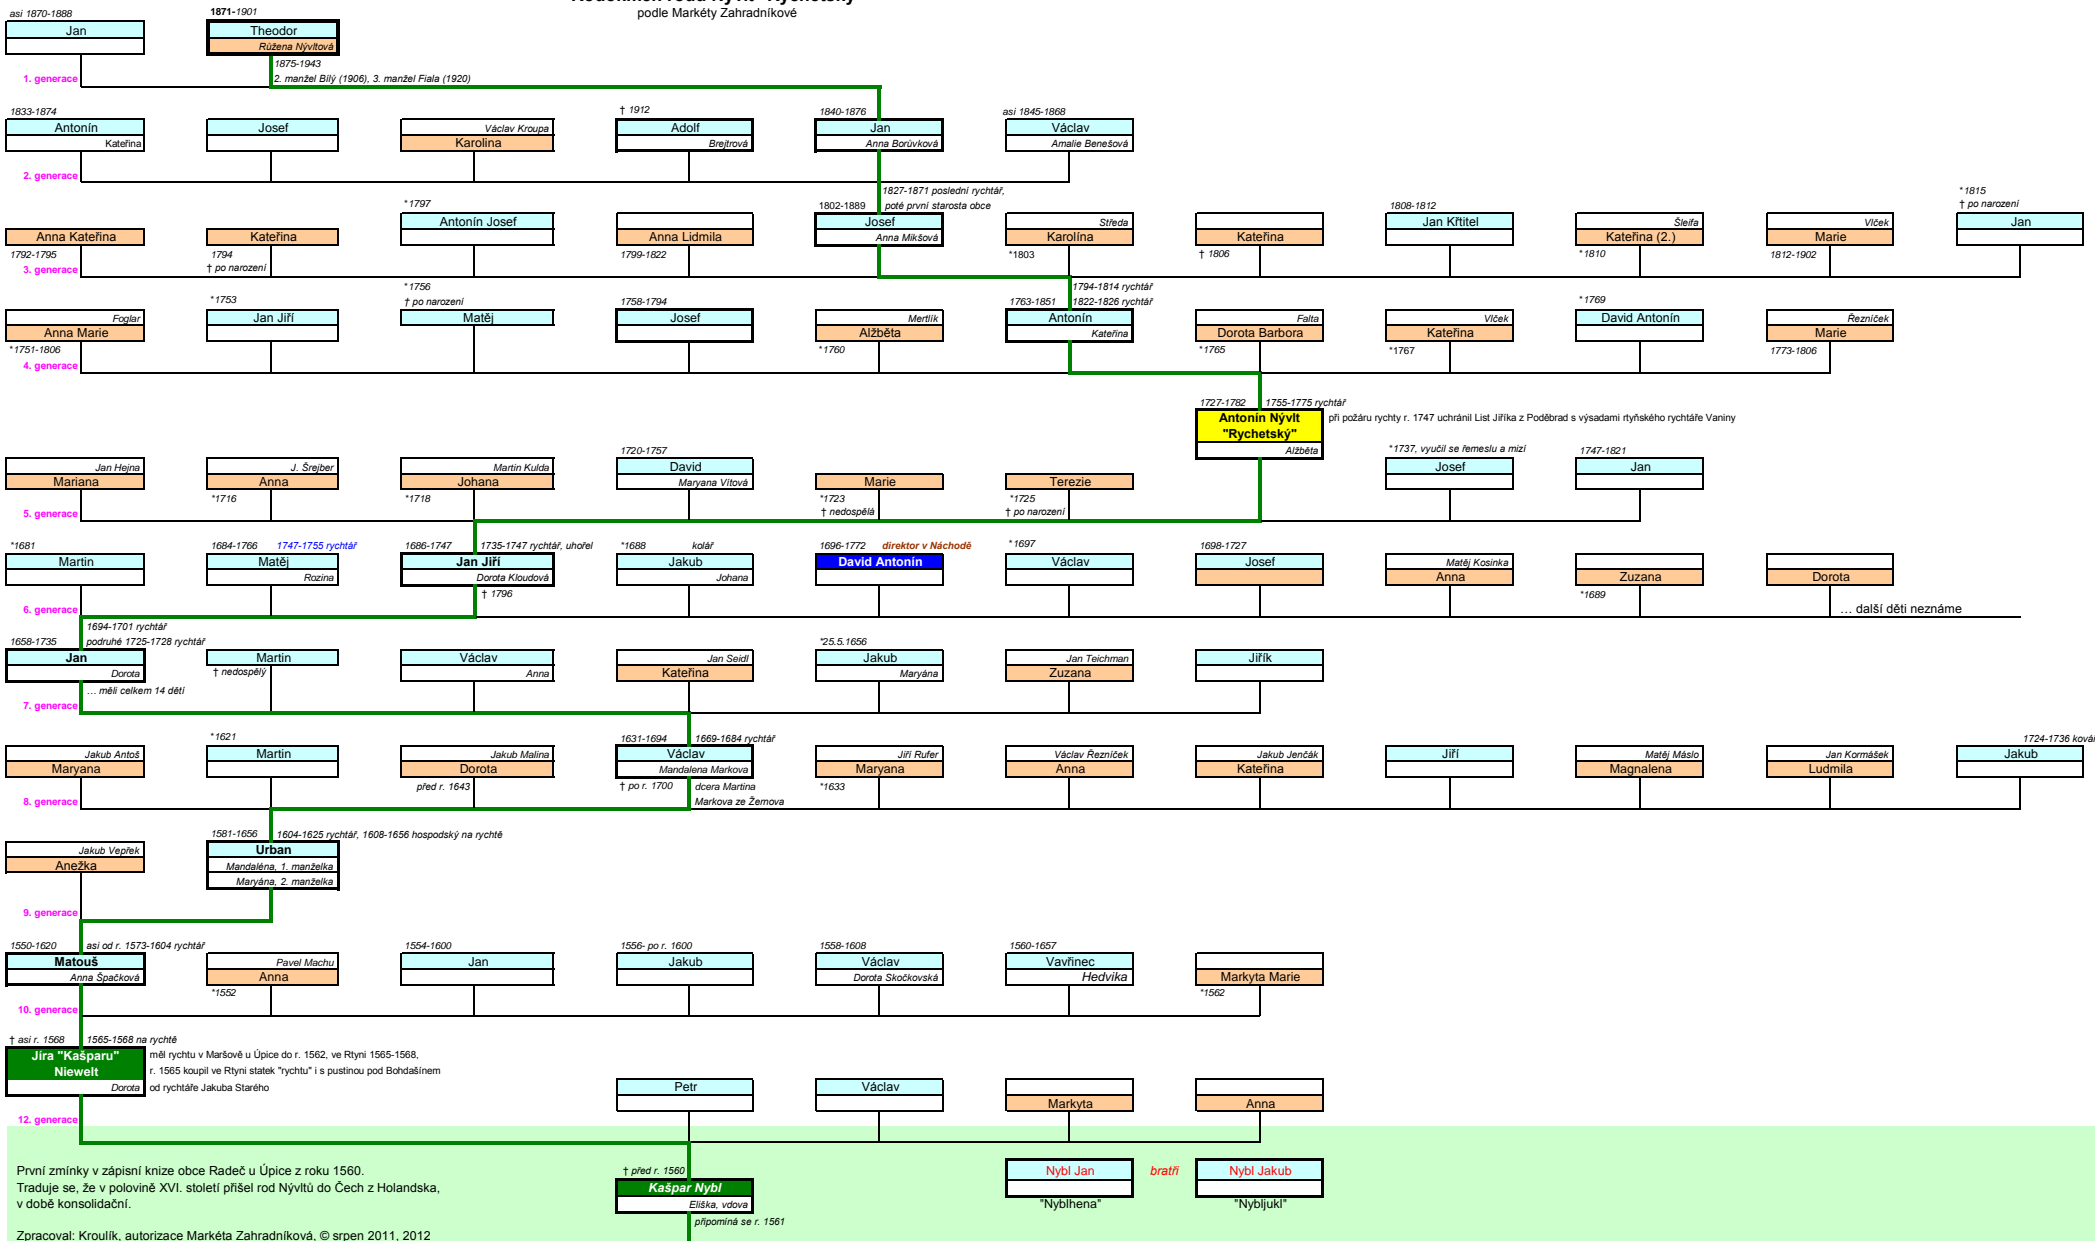 podle Markéty Zahradníkové
asi 1870-1888
1871-1901
Jan
Theodor
Růžena Nývltová
1875-1943
1. generace
2. manžel Bílý (1906), 3. manžel Fiala (1920)
1833-1874
† 1912
1840-1876
asi 1845-1868
Antonín
Josef
Václav Kroupa
Adolf
Jan
Václav
Kateřina
Karolina
Brejtrová
Anna Borůvková
Amalie Benešová
2. generace
1827-1871 poslední rychtář,
*1815
*1797
1802-1889
poté první starosta obce
1808-1812
† po narození
Antonín Josef
Josef
Středa
Jan Křtitel
Šleifa
Vlček
Jan
Anna Kateřina
Kateřina
Anna Lidmila
Anna Mikšová
Karolína
Kateřina
Kateřina (2.)
Marie
1792-1795
1794
1799-1822
*1803
† 1806
*1810
1812-1902
3. generace
† po narození
*1756
1794-1814 rychtář
*1753
† po narození
1758-1794
1763-1851
1822-1826 rychtář
*1769
Foglar
Jan Jiří
Matěj
Josef
Mertlík
Antonín
Falta
Vlček
David Antonín
Řezníček
Anna Marie
Alžběta
Kateřina
Dorota Barbora
Kateřina
Marie
*1751-1806
*1760
*1765
*1767
1773-1806
4. generace
1727-1782
1755-1775 rychtář
Antonín Nývlt
při požáru rychty r. 1747 uchránil List Jiříka z Poděbrad s výsadami rtyňského rychtáře Vaniny
"Rychetský"
1720-1757
Alžběta
*1737, vyučil se řemeslu a mizí
1747-1821
Jan Hejna
J. Šrejber
Martin Kulda
David
Josef
Jan
Mariana
Anna
Johana
Maryana Vítová
Marie
Terezie
*1716
*1718
*1723
*1725
5. generace
† nedospělá
† po narození
*1681
1684-1766
1747-1755 rychtář
1686-1747
1735-1747 rychtář, uhořel
*1688
kolář
1696-1772
direktor v Náchodě
*1697
1698-1727
Martin
Matěj
Jan Jiří
Jakub
David Antonín
Václav
Josef
Matěj Kosinka
Rozina
Dorota Kloudová
Johana
Anna
Zuzana
Dorota
† 1796
*1689
6. generace
... další děti neznáme
1694-1701 rychtář
1658-1735
podruhé 1725-1728 rychtář
*25.5.1656
Jan
Martin
Václav
Jan Seidl
Jakub
Jan Teichman
Jiřík
Dorota
† nedospělý
Anna
Kateřina
Maryána
Zuzana
... měli celkem 14 dětí
7. generace
*1621
1631-1694
1669-1684 rychtář
1724-1736 kovář
Jakub Antoš
Martin
Jakub Malina
Václav
Jiří Rufer
Václav Řezníček
Jakub Jenčák
Jiří
Matěj Máslo
Jan Kormášek
Jakub
Maryana
Dorota
Mandalena Markova
Maryana
Anna
Kateřina
Magnalena
Ludmila
před r. 1643
† po r. 1700
dcera Martina
*1633
8. generace
Markova ze Žernova
1581-1656
1604-1625 rychtář, 1608-1656 hospodský na rychtě
Jakub Vepřek
Urban
Anežka
Mandaléna, 1. manželka
Maryána, 2. manželka
9. generace
1550-1620
asi od r. 1573-1604 rychtář
1554-1600
1556- po r. 1600
1558-1608
1560-1657
Matouš
Pavel Machu
Jan
Jakub
Václav
Vavřinec
Anna Špačková
Anna
Dorota Skočkovská
Hedvika
Markyta Marie
*1552
*1562
10. generace
† asi r. 1568
1565-1568 na rychtě
Jíra "Kašparu"
měl rychtu v Maršově u Úpice do r. 1562, ve Rtyni 1565-1568,
Niewelt
r. 1565 koupil ve Rtyni statek "rychtu" i s pustinou pod Bohdašínem
Dorota
od rychtáře Jakuba Starého
Petr
Václav
Markyta
Anna
12. generace
První zmínky v zápisní knize obce Radeč u Úpice z roku 1560.
† před r. 1560
Nybl Jan
bratři
Nybl Jakub
Traduje se, že v polovině XVI. století přišel rod Nývltů do Čech z Holandska,
Kašpar Nybl
v době konsolidační.
Eliška, vdova
"Nyblhena"
"Nybljukl"
připomíná se r. 1561
Zpracoval: Kroulík, autorizace Markéta Zahradníková, © srpen 2011, 2012